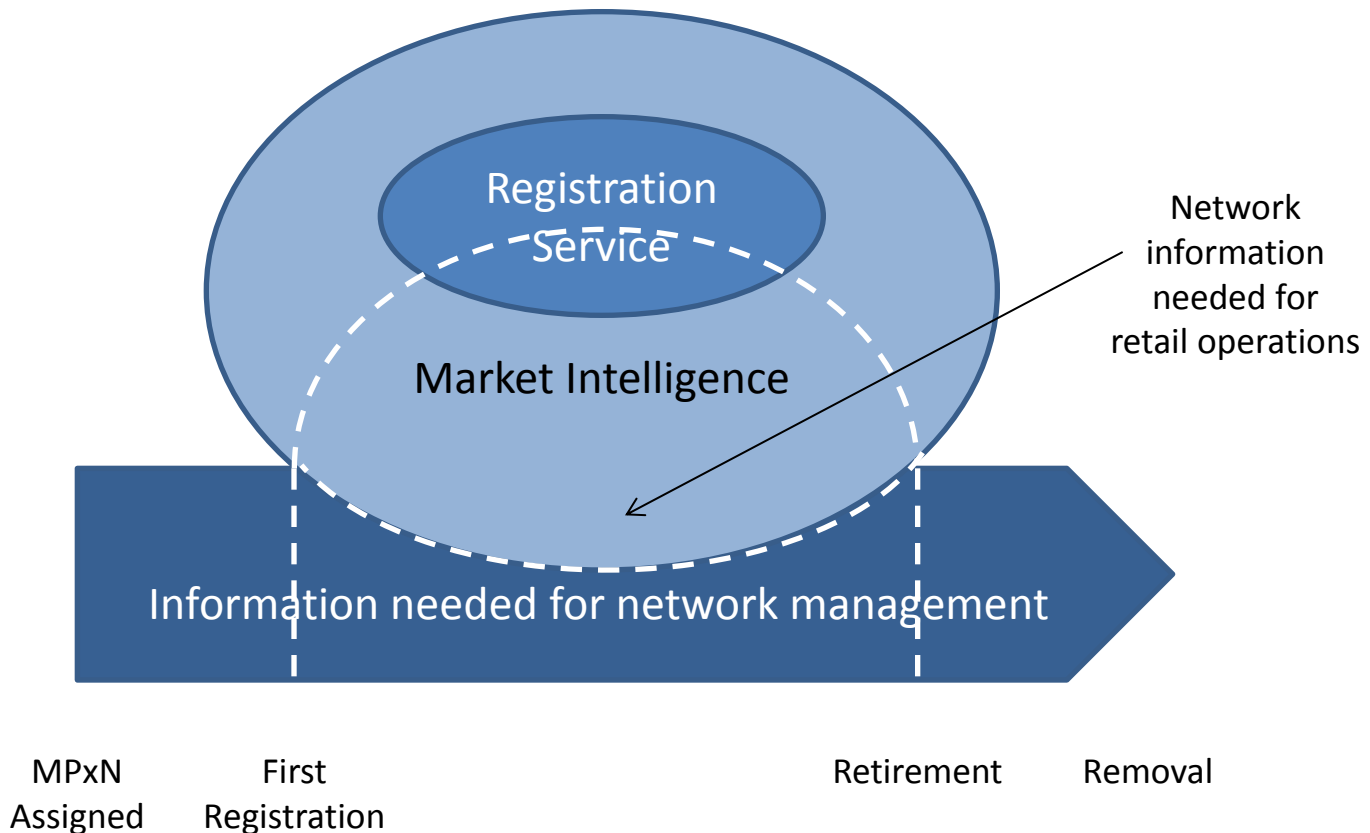 Registration
Service
Network
information
needed for
retail operations
Market Intelligence
Information needed for network management
MPxN
Assigned
First
Registration
Retirement
Removal